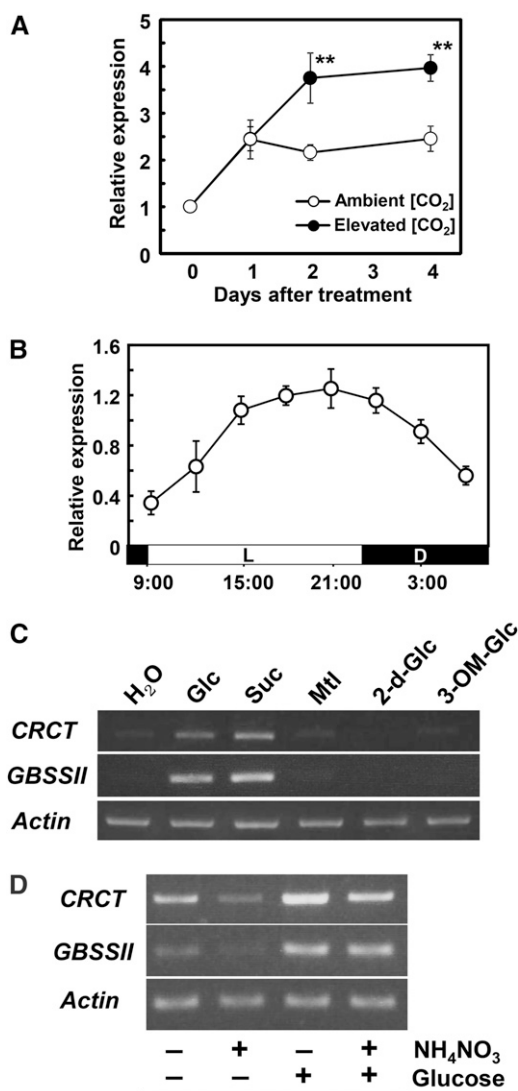 A
Relative expression
5
4
3
2
1
0
**
**
Ambient [CO₂]
Elevated [CO₂]
0 1 2 3 4
Days after treatment
B
Relative expression
1.6
1.2
0.8
0.4
0
L D
9:00 15:00 21:00 3:00
C
H₂O Glc Suc Mtl 2-d-Glc 3-OM-Glc
CRCT
GBSSII
Actin
D
CRCT
GBSSII
Actin
− + − + NH₄NO₃
− − + + Glucose